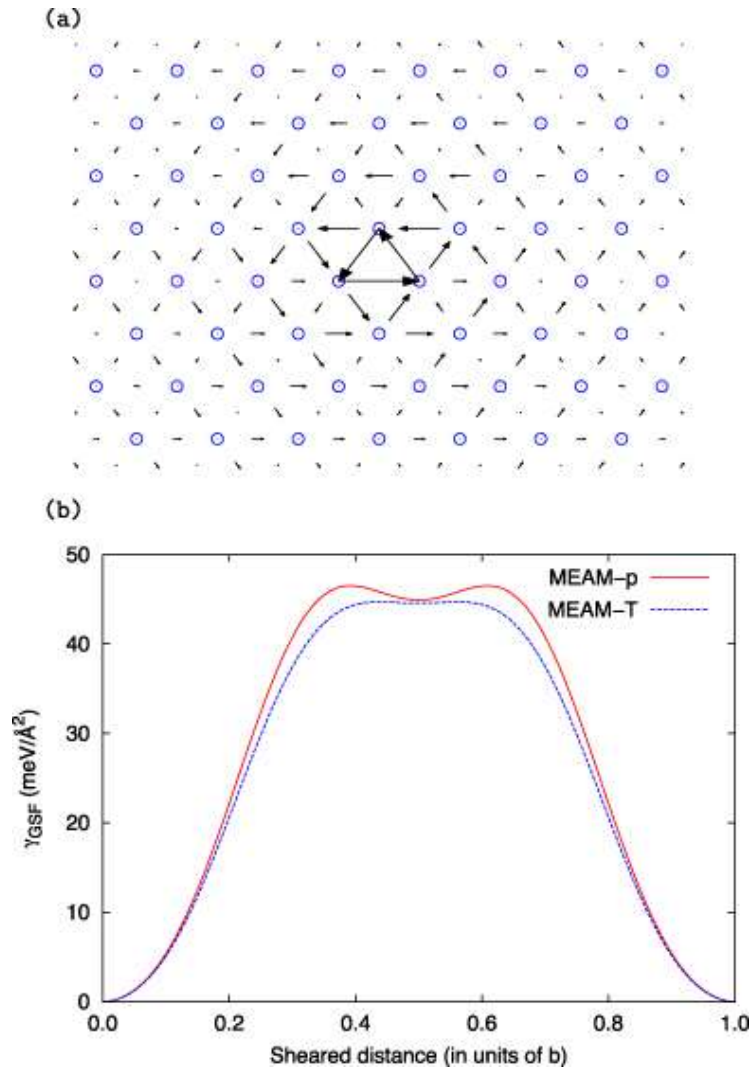 (a)
(b)
50
40
30
20
10
0
γGSF (meV/Å²)
MEAM-p
MEAM-T
0.0 0.2 0.4 0.6 0.8 1.0
Sheared distance (in units of b)